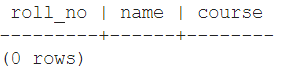 roll_no | name | course
---------+------+--------
(0 rows)